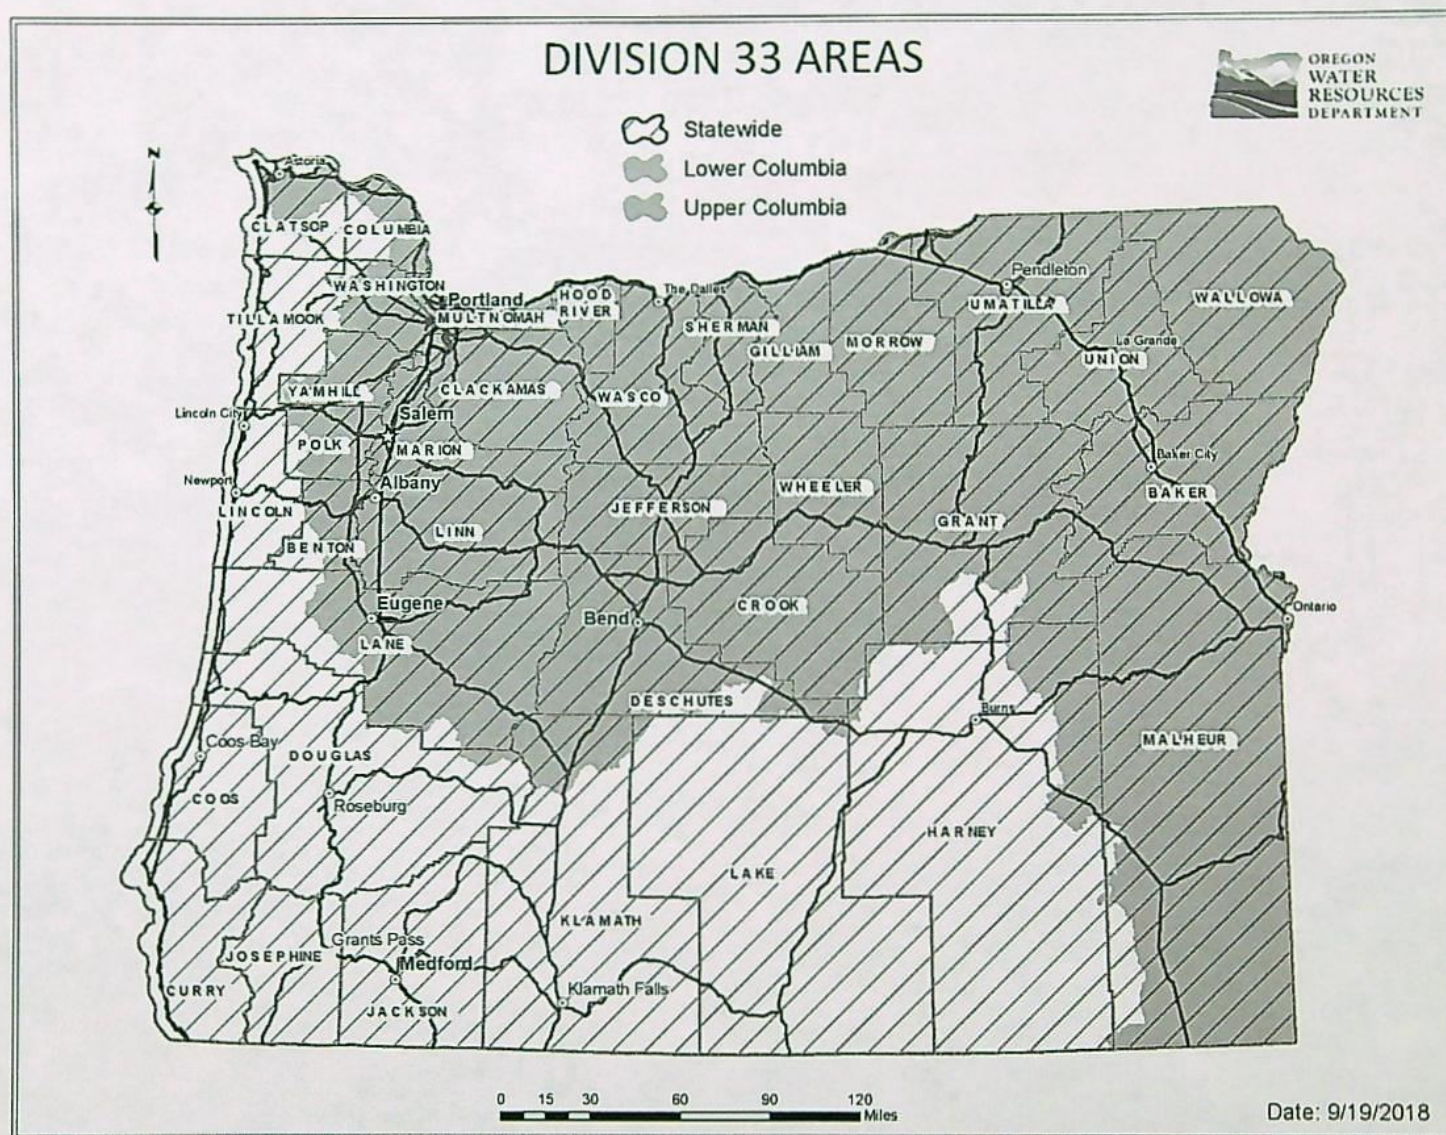 DIVISION 33 AREAS
OREGON
WATER
RESOURCES
DEPARTMENT
Statewide
Lower Columbia
Upper Columbia
N
Astoria
CLATSOP
COLUMBIA
WASHINGTON
Portland
MULTNOMAH
HOOD
RIVER
The Dalles
SHERMAN
GILLIAM
MORROW
Pendleton
UMATILLA
WALLOWA
La Grande
UNION
TILLAMOOK
YAMHILL
CLACKAMAS
WASCO
Lincoln City
Salem
POLK
MARION
Baker City
BAKER
Newport
Albany
LINCOLN
JEFFERSON
WHEELER
GRANT
LINN
BENTON
Eugene
Bend
CROOK
Ontario
LANE
DESCHUTES
Burns
MALHEUR
Coos Bay
DOUGLAS
COOS
Roseburg
HARNEY
LAKE
KLAMATH
Grants Pass
JOSEPHINE
Medford
CURRY
JACKSON
Klamath Falls
0 15 30 60 90 120
Miles
Date: 9/19/2018